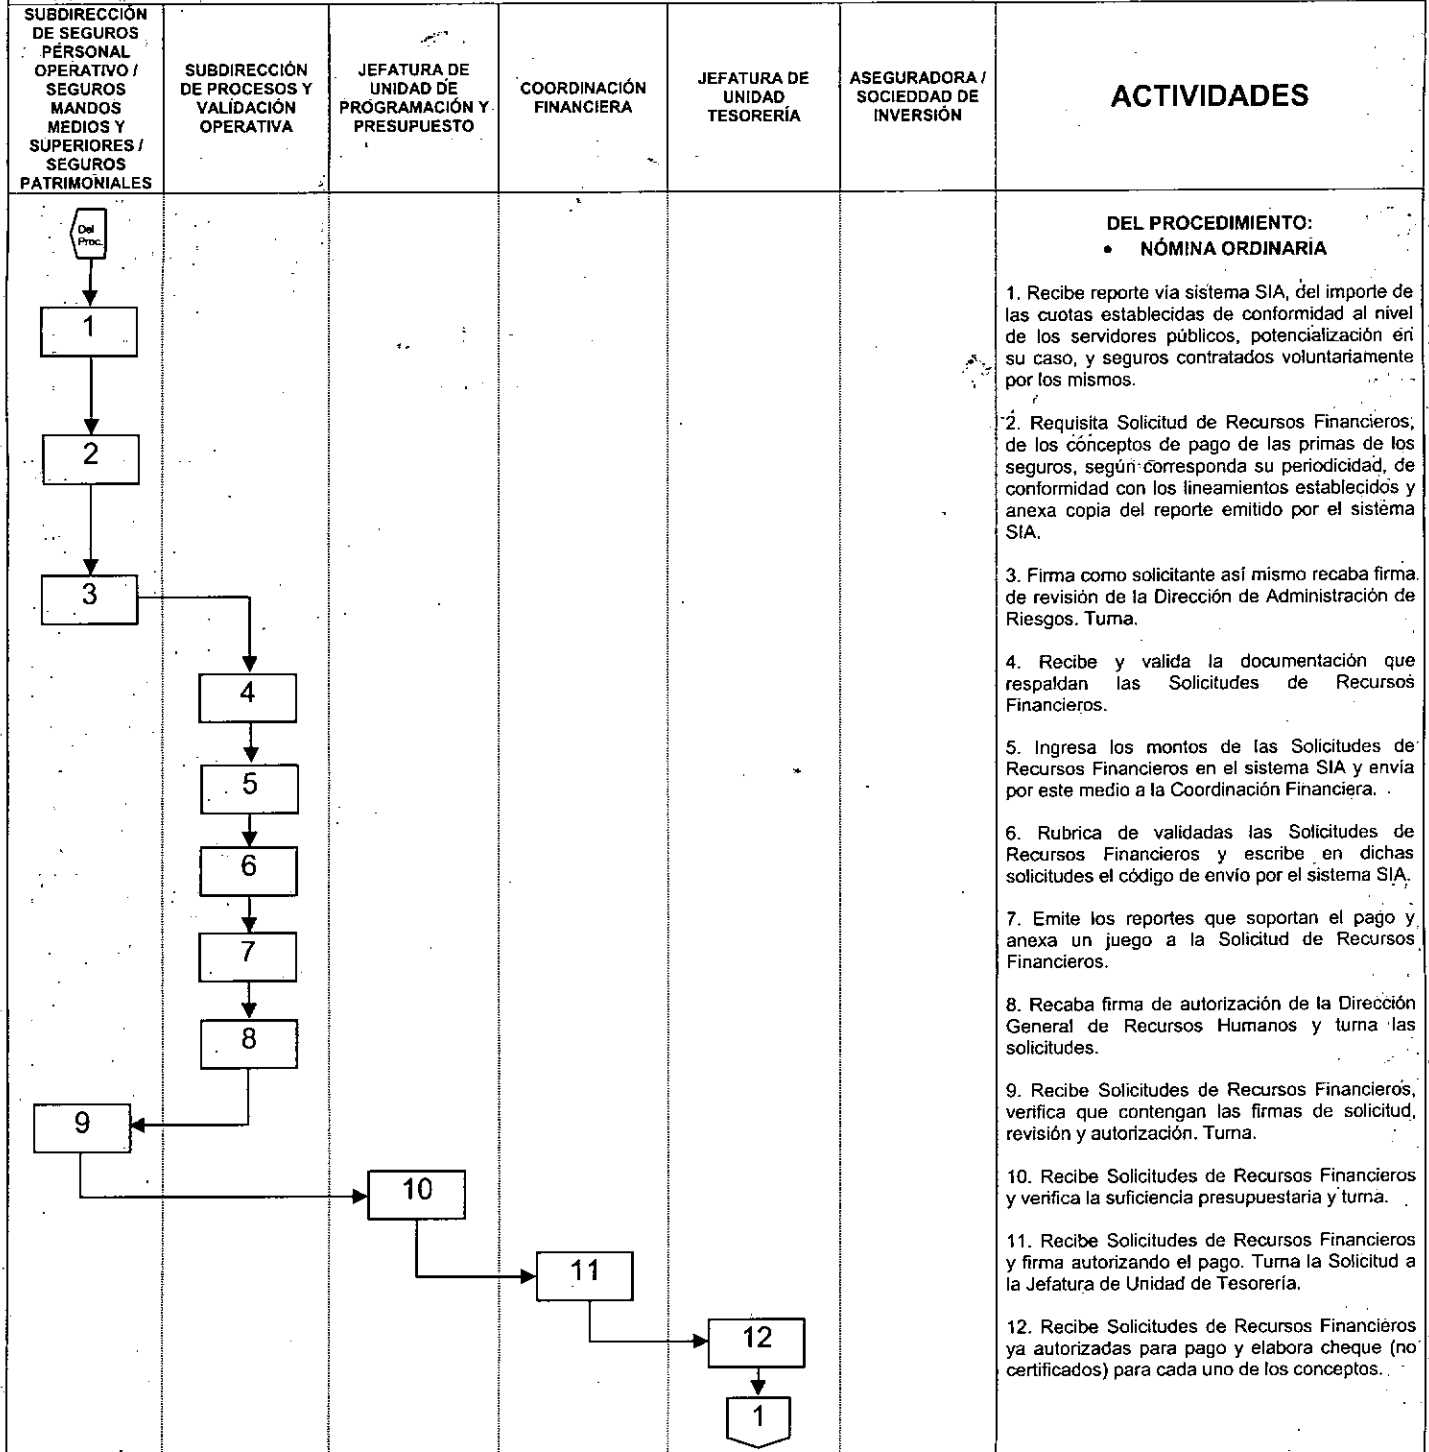 SUBDIRECCIÓN
DE SEGUROS
PERSONAL
OPERATIVO /
SEGUROS
MANDOS
MEDIOS Y
SUPERIORES /
SEGUROS
PATRIMONIALES
SUBDIRECCIÓN
DE PROCESOS Y
VALIDACIÓN
OPERATIVA
JEFATURA DE
UNIDAD DE
PROGRAMACIÓN Y
PRESUPUESTO
COORDINACIÓN
FINANCIERA
JEFATURA DE
UNIDAD
TESORERÍA
ASEGURADORA /
SOCIEDDAD DE
INVERSIÓN
ACTIVIDADES
Del
Proc.
1
2
3
4
5
6
7
8
9
10
11
12
1
DEL PROCEDIMIENTO:
• NÓMINA ORDINARIA
1. Recibe reporte vía sistema SIA, del importe de
las cuotas establecidas de conformidad al nivel
de los servidores públicos, potencialización en
su caso, y seguros contratados voluntariamente
por los mismos.
2. Requisita Solicitud de Recursos Financieros,
de los conceptos de pago de las primas de los
seguros, según corresponda su periodicidad, de
conformidad con los lineamientos establecidos y
anexa copia del reporte emitido por el sistema
SIA.
3. Firma como solicitante así mismo recaba firma
de revisión de la Dirección de Administración de
Riesgos. Turna.
4. Recibe y valida la documentación que
respaldan las Solicitudes de Recursos
Financieros.
5. Ingresa los montos de las Solicitudes de
Recursos Financieros en el sistema SIA y envía
por este medio a la Coordinación Financiera.
6. Rubrica de validadas las Solicitudes de
Recursos Financieros y escribe en dichas
solicitudes el código de envío por el sistema SIA.
7. Emite los reportes que soportan el pago y
anexa un juego a la Solicitud de Recursos
Financieros.
8. Recaba firma de autorización de la Dirección
General de Recursos Humanos y turna las
solicitudes.
9. Recibe Solicitudes de Recursos Financieros,
verifica que contengan las firmas de solicitud,
revisión y autorización. Turna.
10. Recibe Solicitudes de Recursos Financieros
y verifica la suficiencia presupuestaria y turna.
11. Recibe Solicitudes de Recursos Financieros
y firma autorizando el pago. Turna la Solicitud a
la Jefatura de Unidad de Tesorería.
12. Recibe Solicitudes de Recursos Financieros
ya autorizadas para pago y elabora cheque (no
certificados) para cada uno de los conceptos.